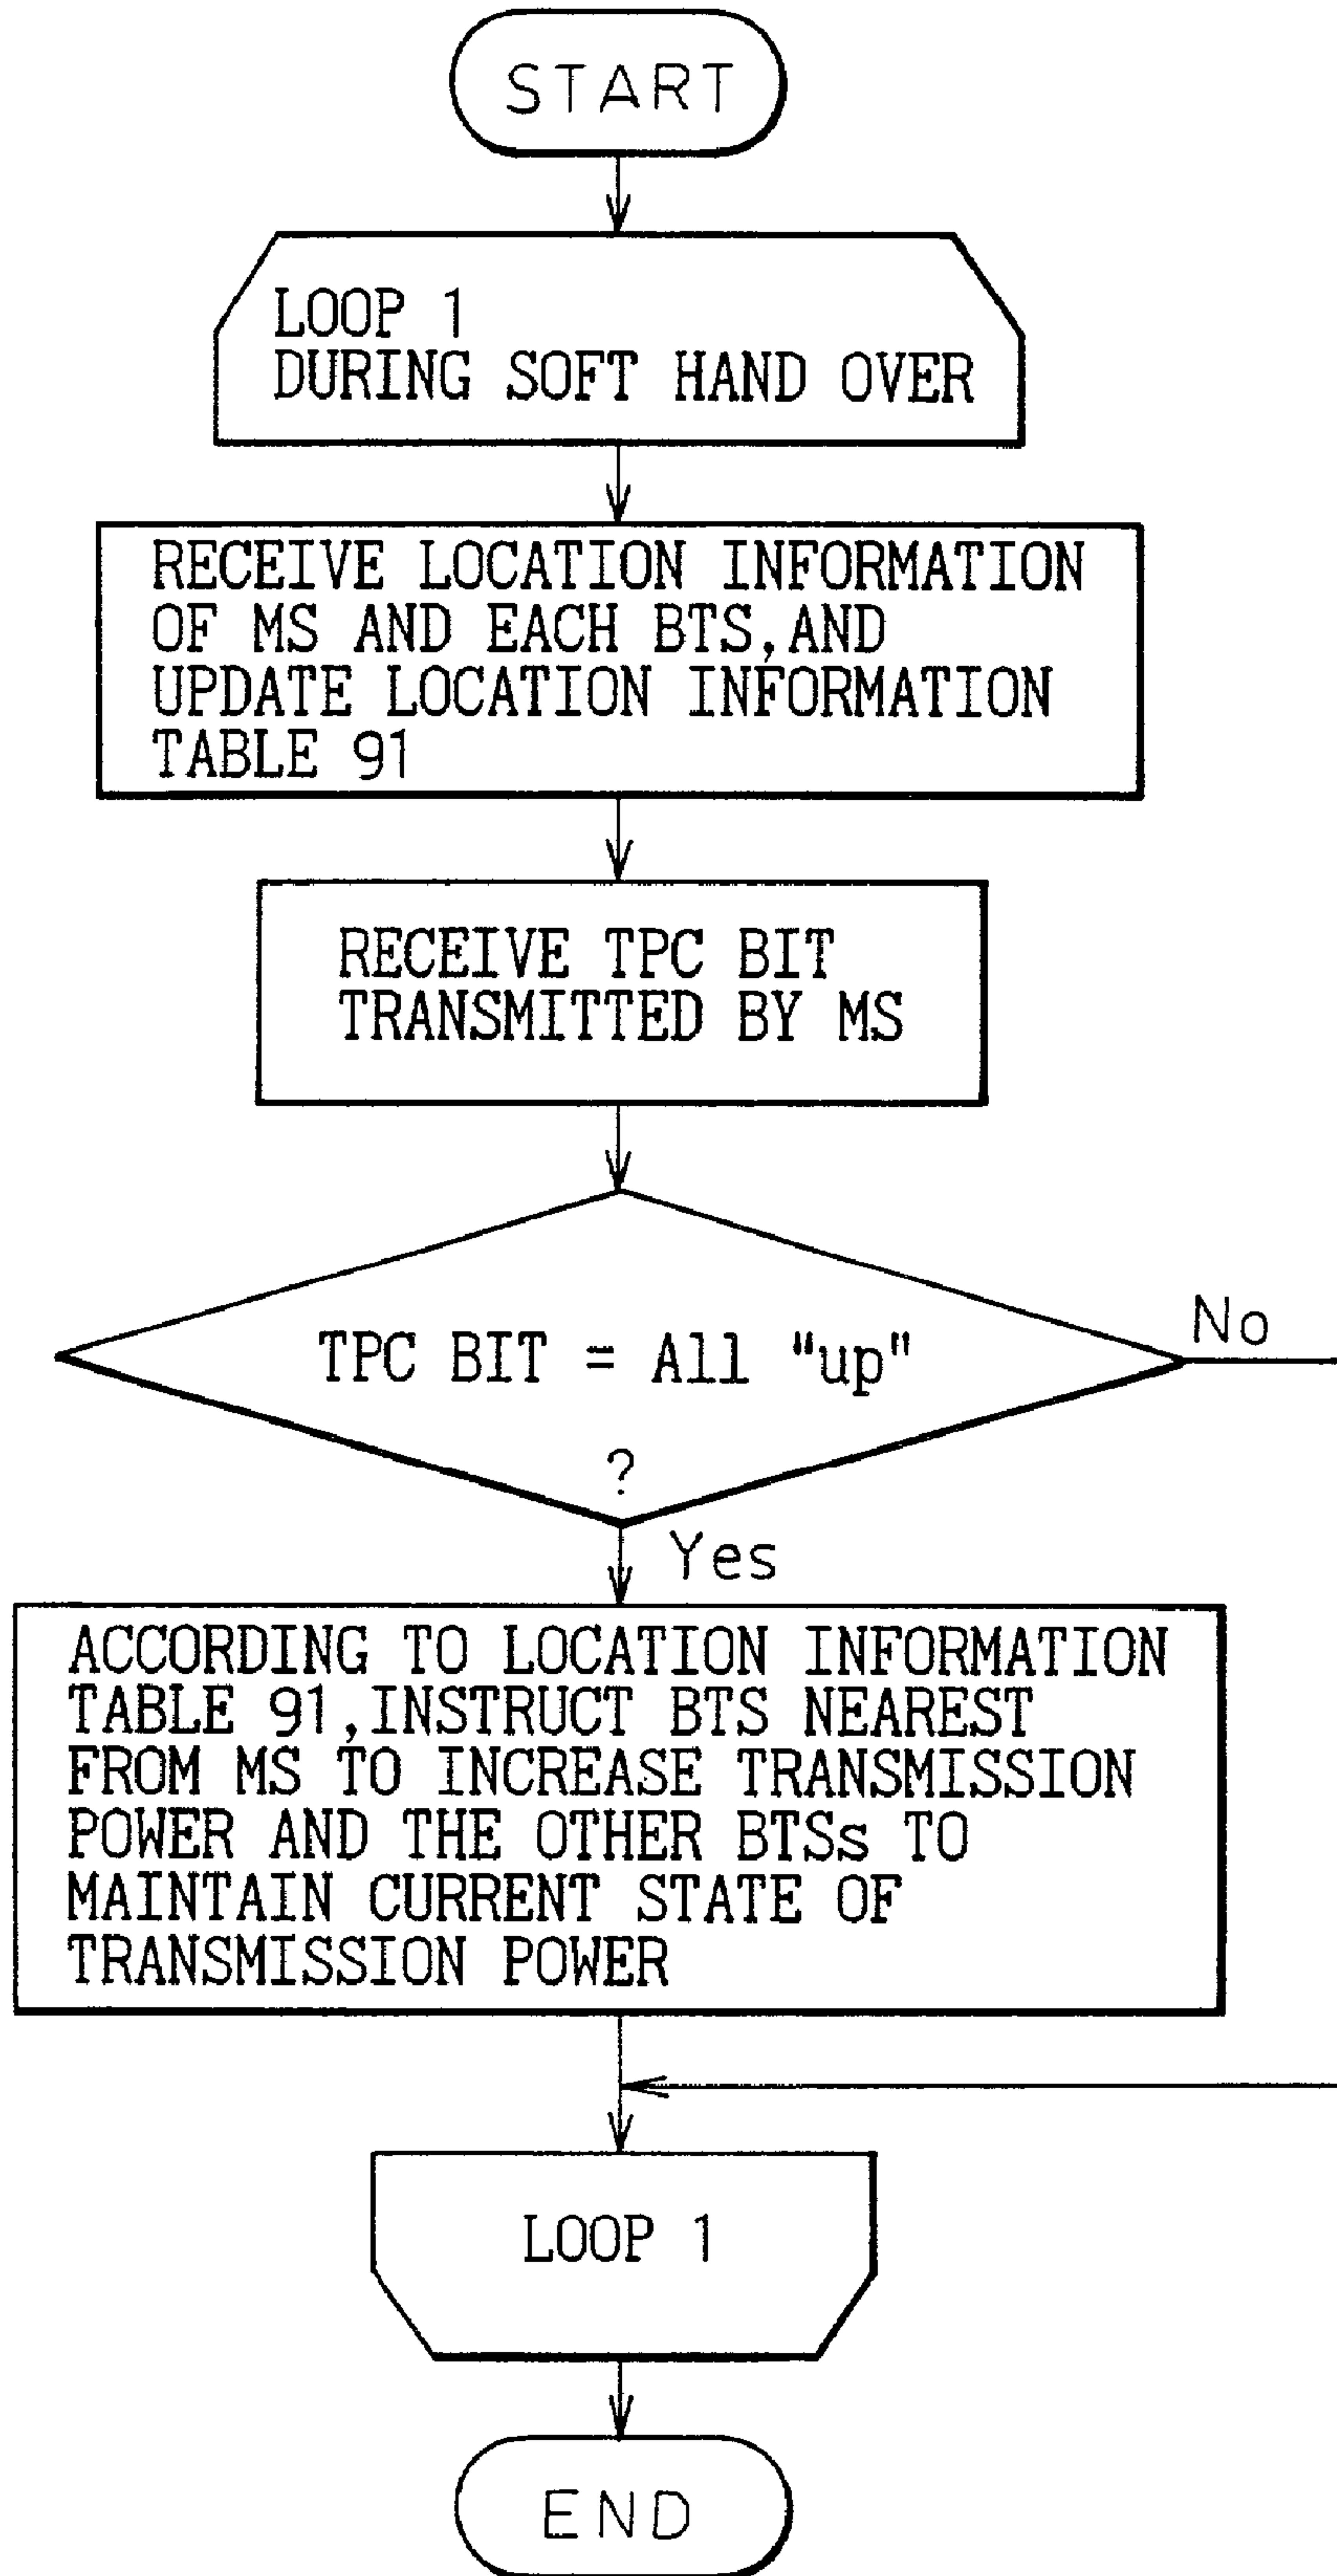 START
LOOP 1
DURING SOFT HAND OVER
RECEIVE LOCATION INFORMATION
OF MS AND EACH BTS, AND
UPDATE LOCATION INFORMATION
TABLE 91
RECEIVE TPC BIT
TRANSMITTED BY MS
TPC BIT = All "up"
?
No
Yes
ACCORDING TO LOCATION INFORMATION
TABLE 91, INSTRUCT BTS NEAREST
FROM MS TO INCREASE TRANSMISSION
POWER AND THE OTHER BTSs TO
MAINTAIN CURRENT STATE OF
TRANSMISSION POWER
LOOP 1
END